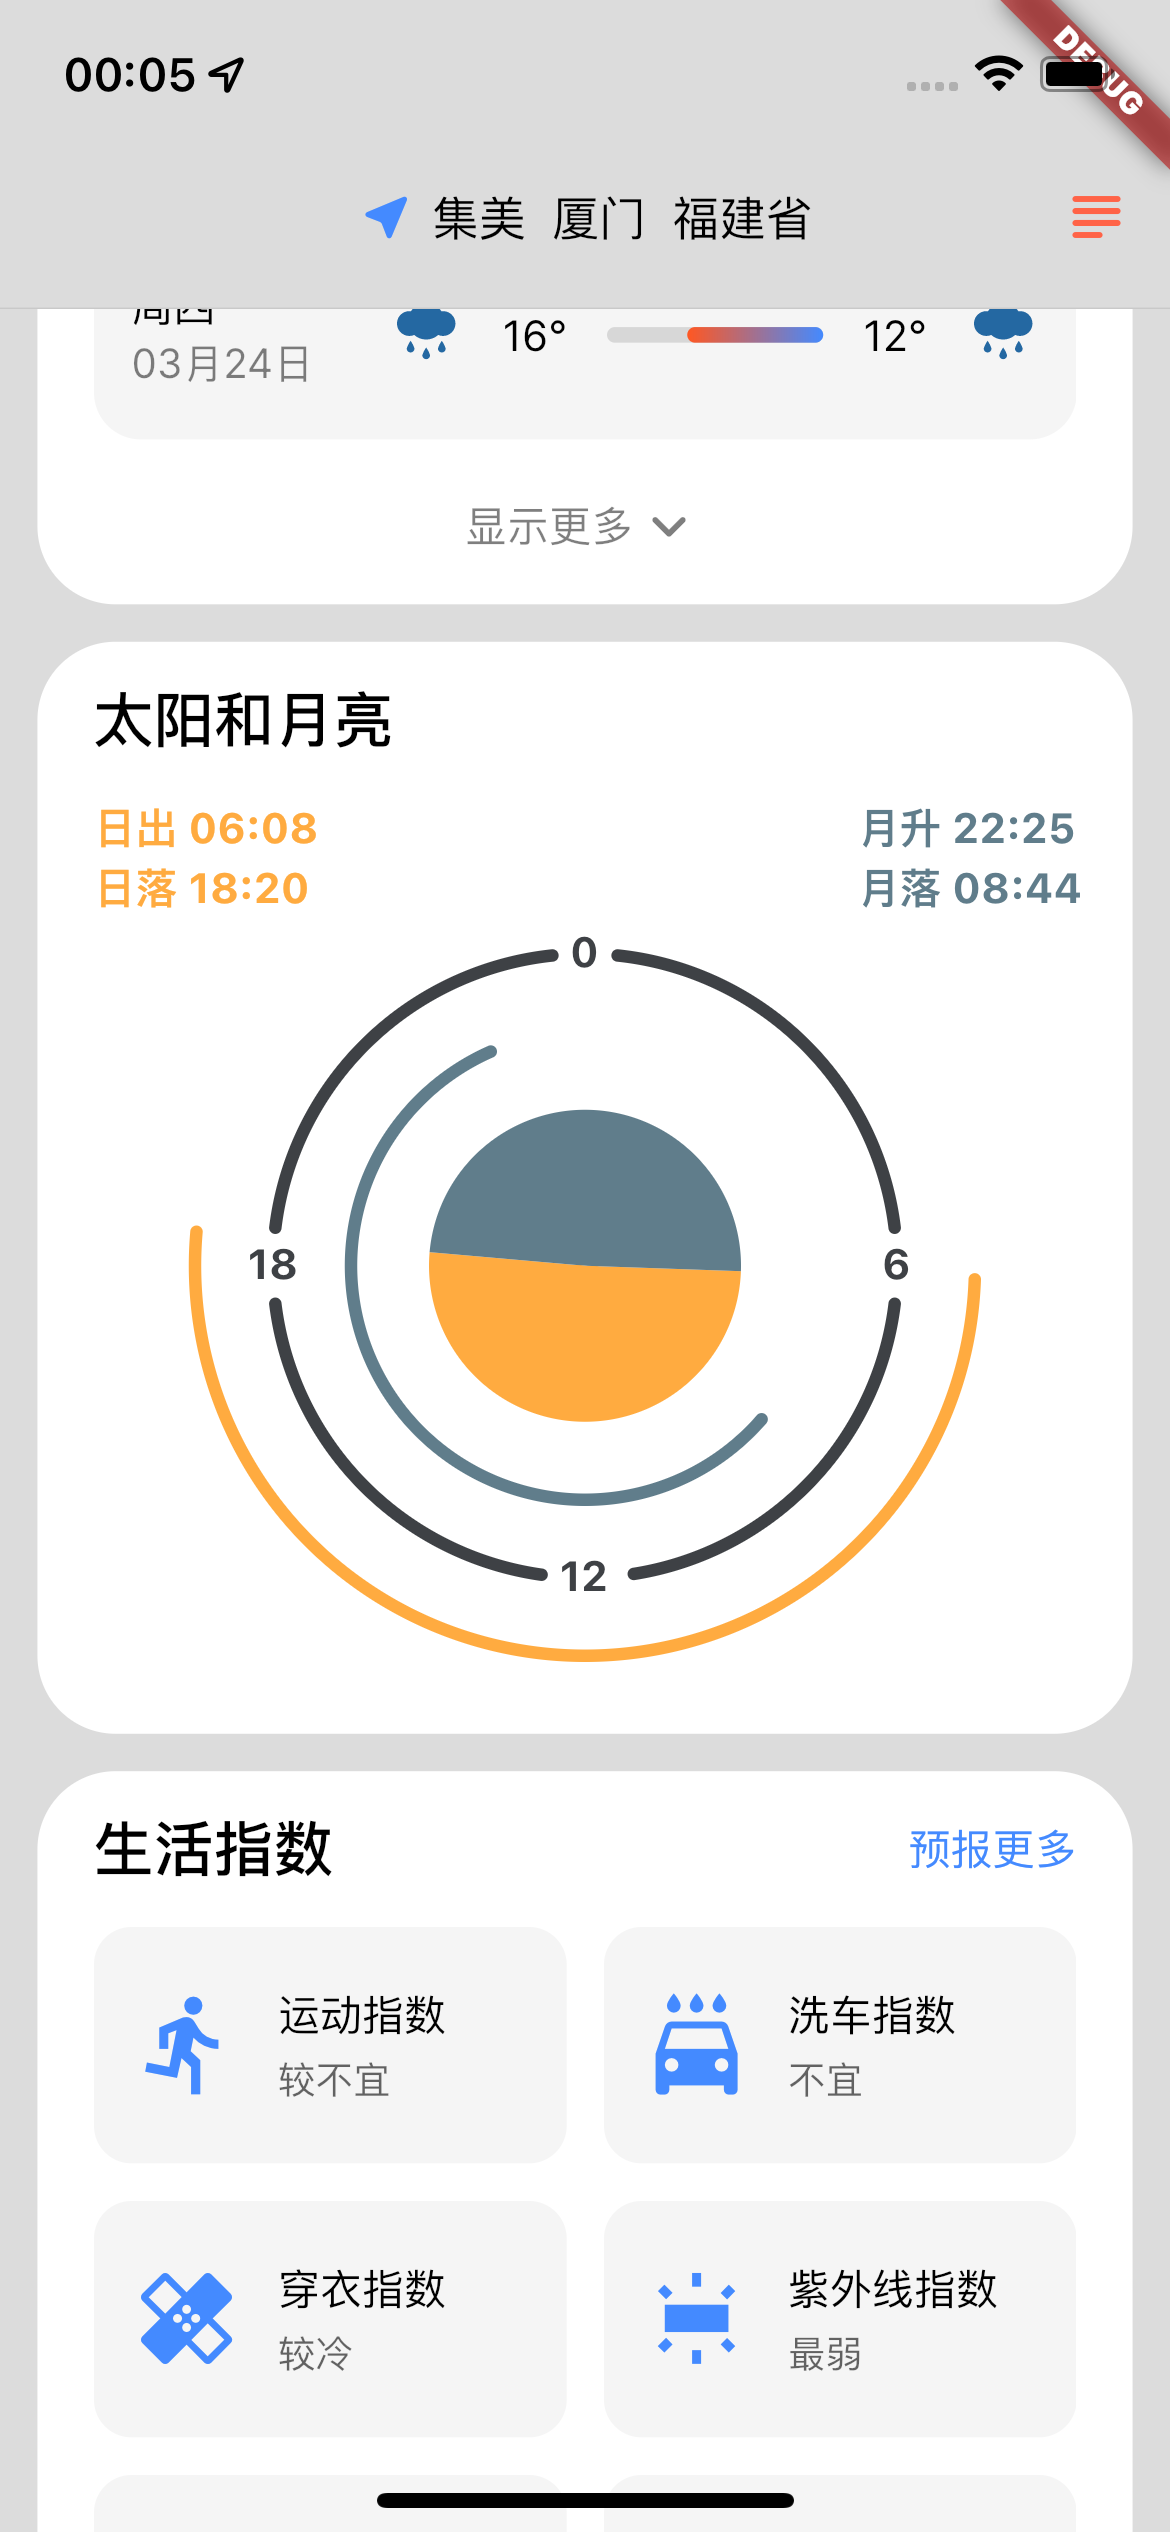 00:05
DEBUG
集美 厦门 福建省
周四
03月24日
16°
12°
显示更多
太阳和月亮
日出 06:08
月升 22:25
日落 18:20
月落 08:44
0
18
6
12
生活指数
预报更多
运动指数
较不宜
洗车指数
不宜
穿衣指数
较冷
紫外线指数
最弱